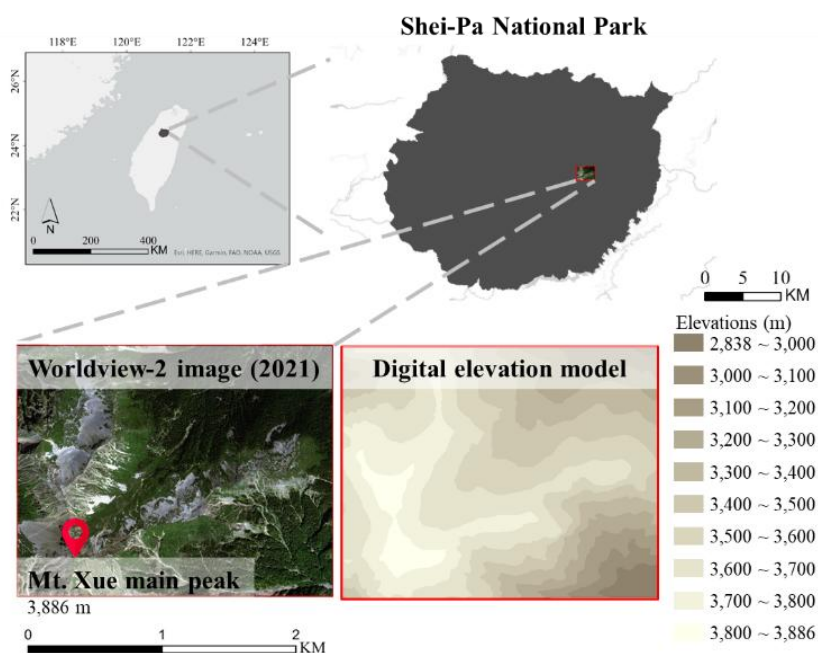 Shei-Pa National Park
118°E 120°E 122°E 124°E
26°N
24°N
22°N
N
0 200 400
KM
Esri, HERE, Garmin, FAO, NOAA, USGS
0 5 10
KM
Worldview-2 image (2021)
Digital elevation model
Mt. Xue main peak
3,886 m
0 1 2
KM
Elevations (m)
2,838 ~ 3,000
3,000 ~ 3,100
3,100 ~ 3,200
3,200 ~ 3,300
3,300 ~ 3,400
3,400 ~ 3,500
3,500 ~ 3,600
3,600 ~ 3,700
3,700 ~ 3,800
3,800 ~ 3,886